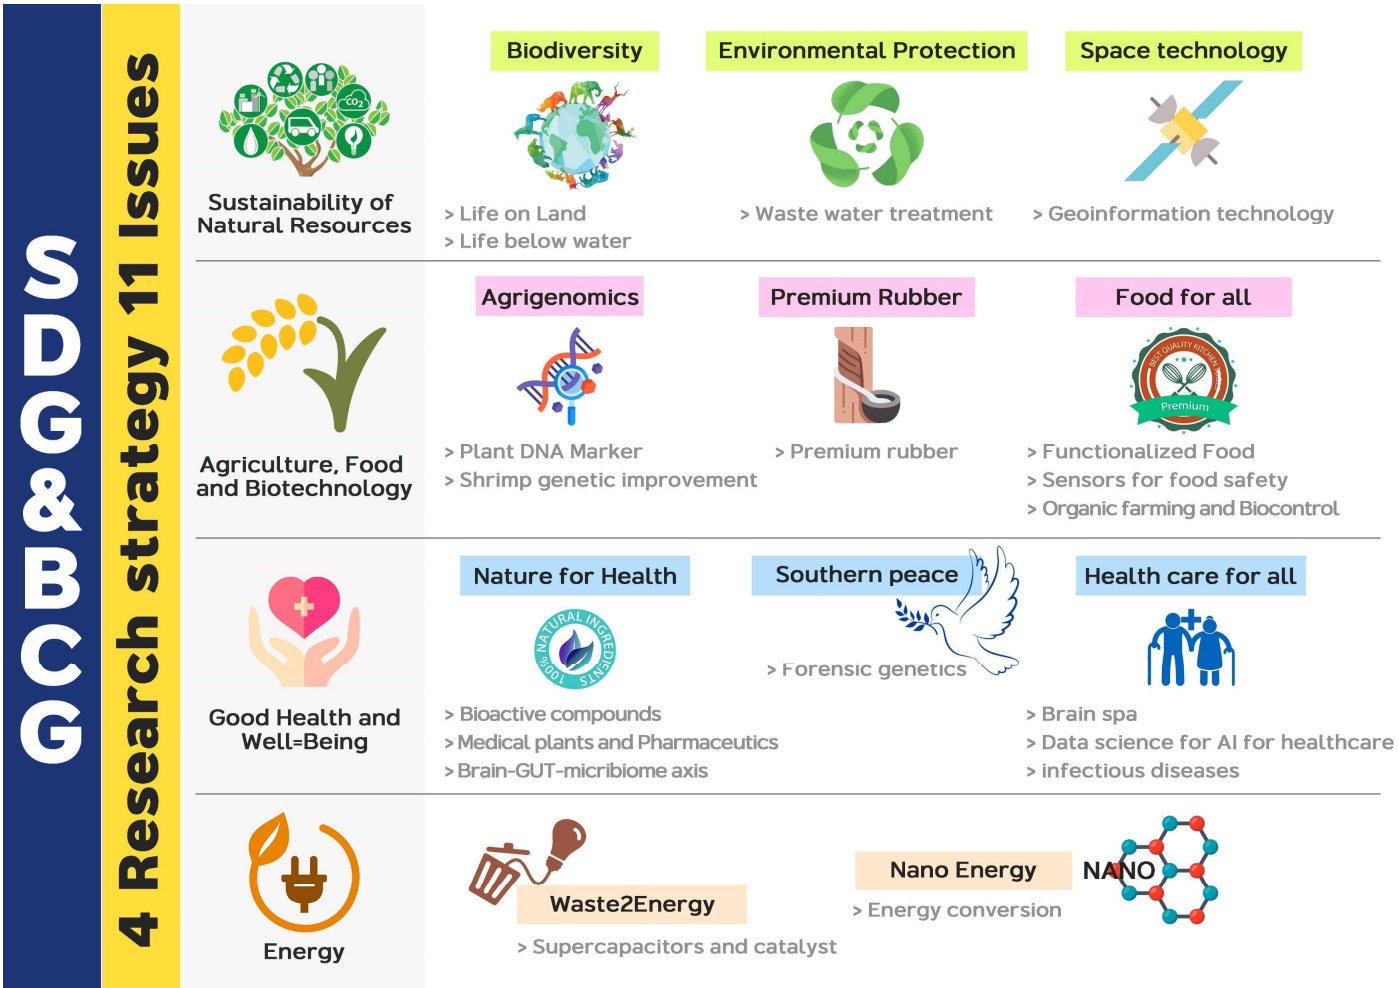 SDG&BCG
4 Research strategy 11 Issues
Sustainability of
Natural Resources
CO2
Biodiversity
> Life on Land
> Life below water
Environmental Protection
> Waste water treatment
Space technology
> Geoinformation technology
Agriculture, Food
and Biotechnology
Agrigenomics
> Plant DNA Marker
> Shrimp genetic improvement
Premium Rubber
> Premium rubber
Food for all
BEST QUALITY KITCHEN
Premium
> Functionalized Food
> Sensors for food safety
> Organic farming and Biocontrol
Good Health and
Well=Being
Nature for Health
100% NATURAL INGREDIENTS
> Bioactive compounds
> Medical plants and Pharmaceutics
> Brain-GUT-micribiome axis
Southern peace
> Forensic genetics
Health care for all
> Brain spa
> Data science for AI for healthcare
> infectious diseases
Energy
Waste2Energy
> Supercapacitors and catalyst
Nano Energy
> Energy conversion
NANO